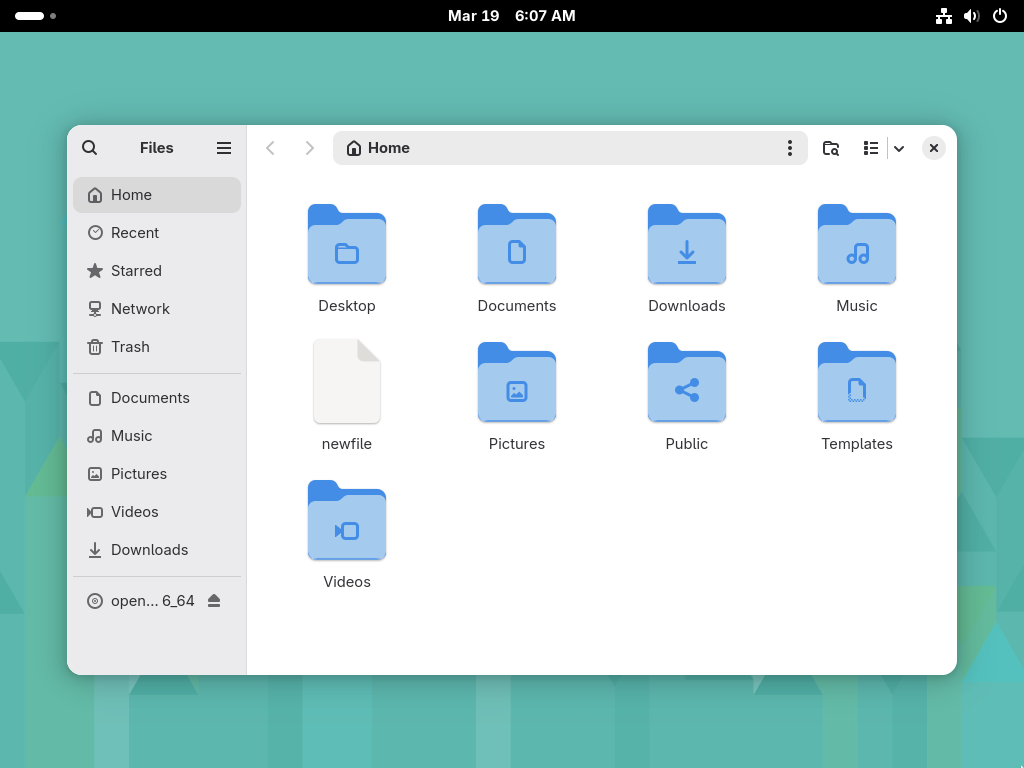 Mar 19 6:07 AM
Files
Home
Home
Recent
Starred
Network
Trash
Documents
Music
Pictures
Videos
Downloads
open... 6_64
Desktop
Documents
Downloads
Music
newfile
Pictures
Public
Templates
Videos